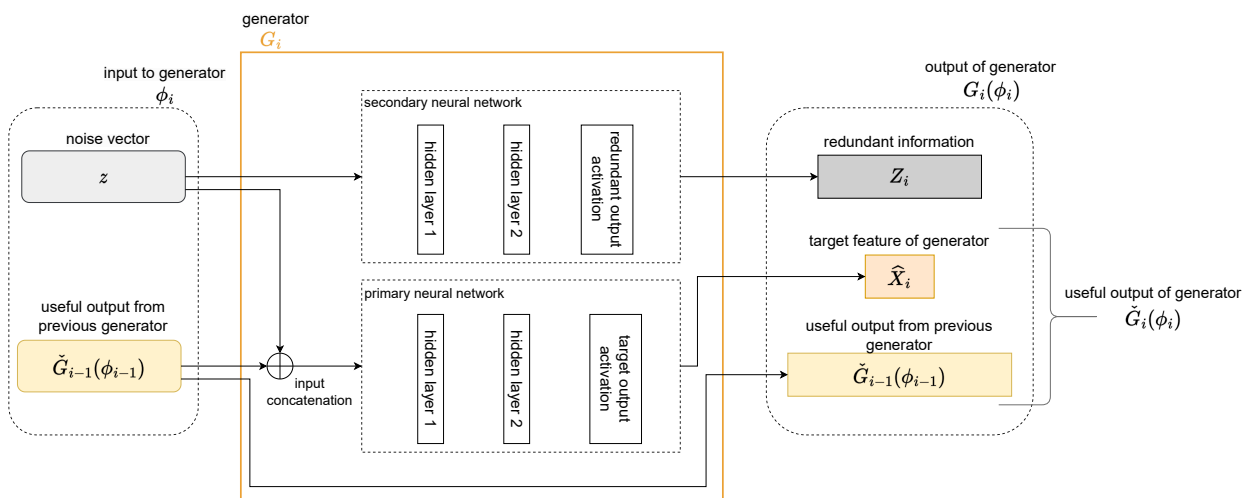 generator
G_i
input to generator
ϕ_i
noise vector
z
useful output from
previous generator
Ǧ_{i−1}(ϕ_{i−1})
input
concatenation
secondary neural network
hidden layer 1
hidden layer 2
redundant output
activation
primary neural network
hidden layer 1
hidden layer 2
target output
activation
output of generator
G_i(ϕ_i)
redundant information
Z_i
target feature of generator
X̂_i
useful output from previous
generator
Ǧ_{i−1}(ϕ_{i−1})
useful output of generator
Ǧ_i(ϕ_i)